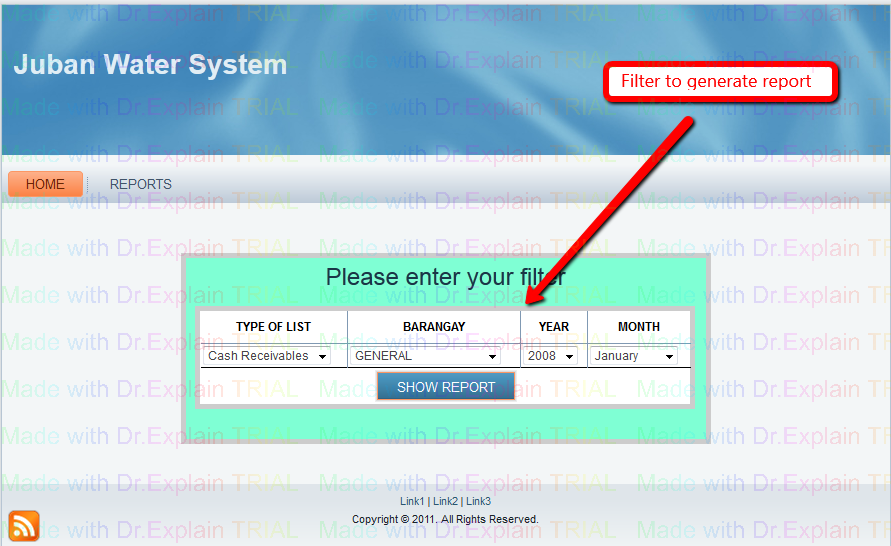 Juban Water System
Filter to generate report
HOME
REPORTS
Please enter your filter
TYPE OF LIST BARANGAY YEAR MONTH
Cash Receivables GENERAL 2008 January
SHOW REPORT
Link1 | Link2 | Link3
Copyright © 2011. All Rights Reserved.
Made with Dr.Explain TRIAL